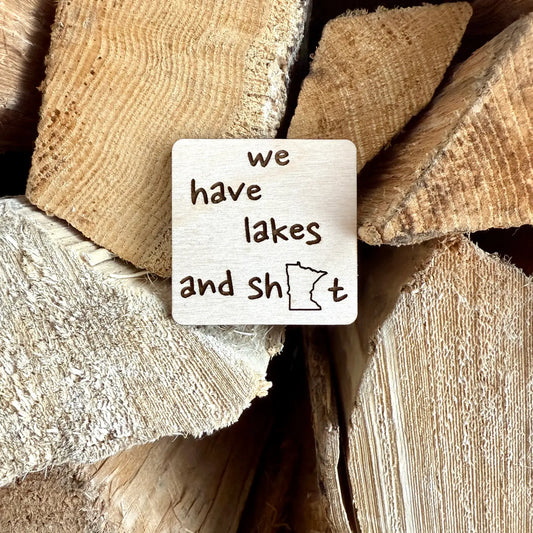 we
have
lakes
and sh t